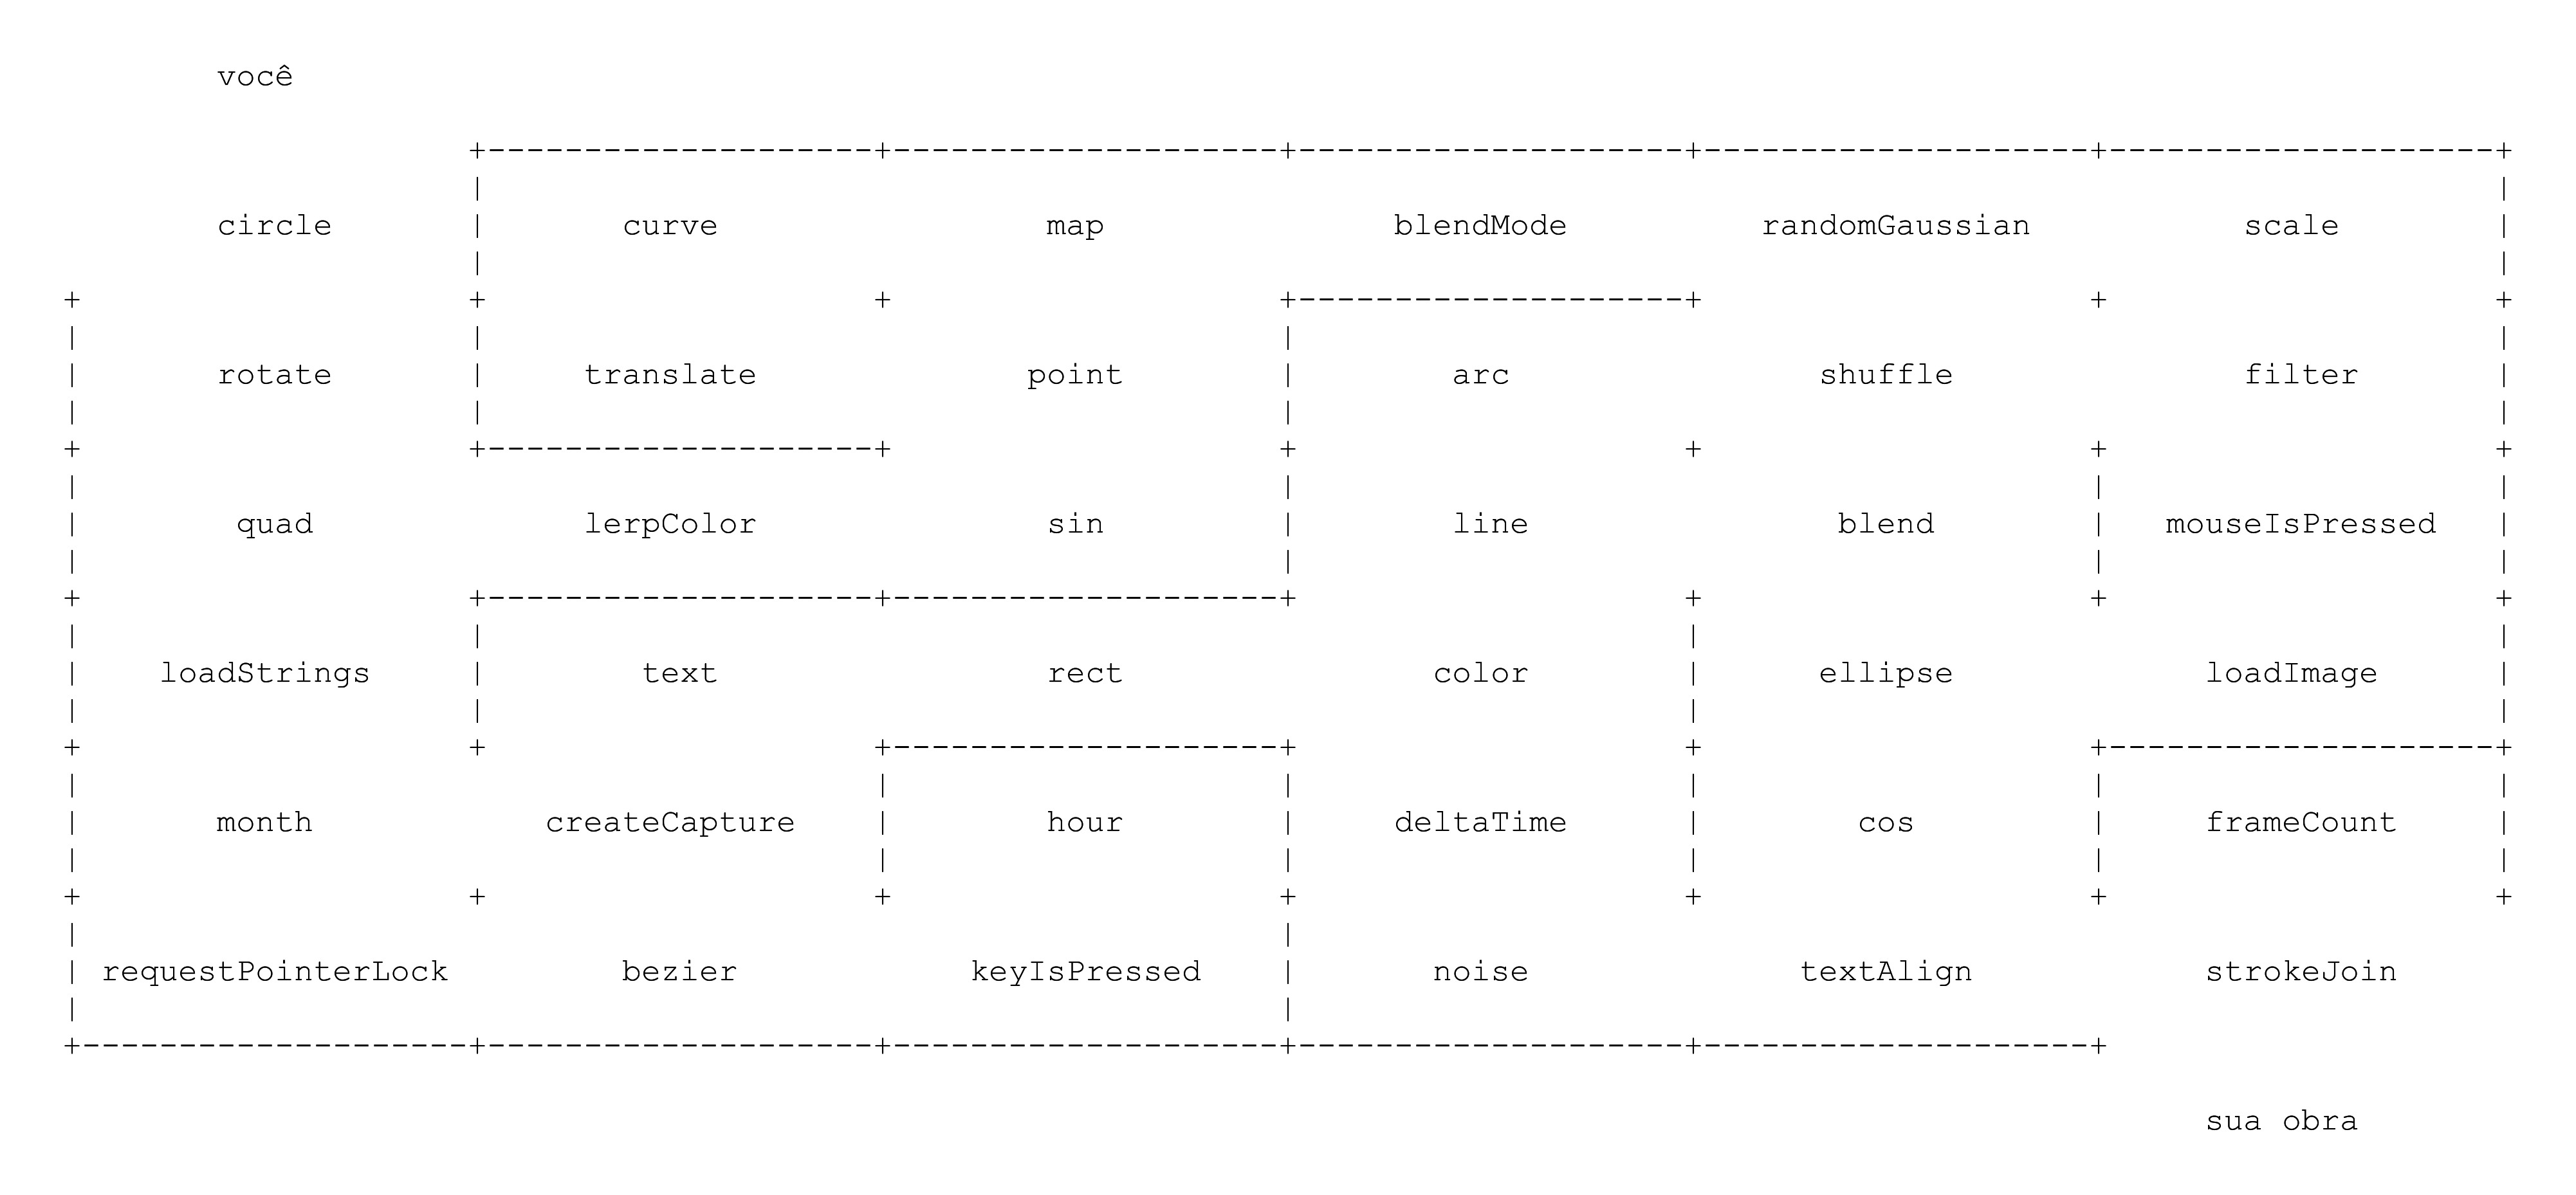 você
circle curve map blendMode randomGaussian scale
rotate translate point arc shuffle filter
quad lerpColor sin line blend mouseIsPressed
loadStrings text rect color ellipse loadImage
month createCapture hour deltaTime cos frameCount
requestPointerLock bezier keyIsPressed noise textAlign strokeJoin
sua obra